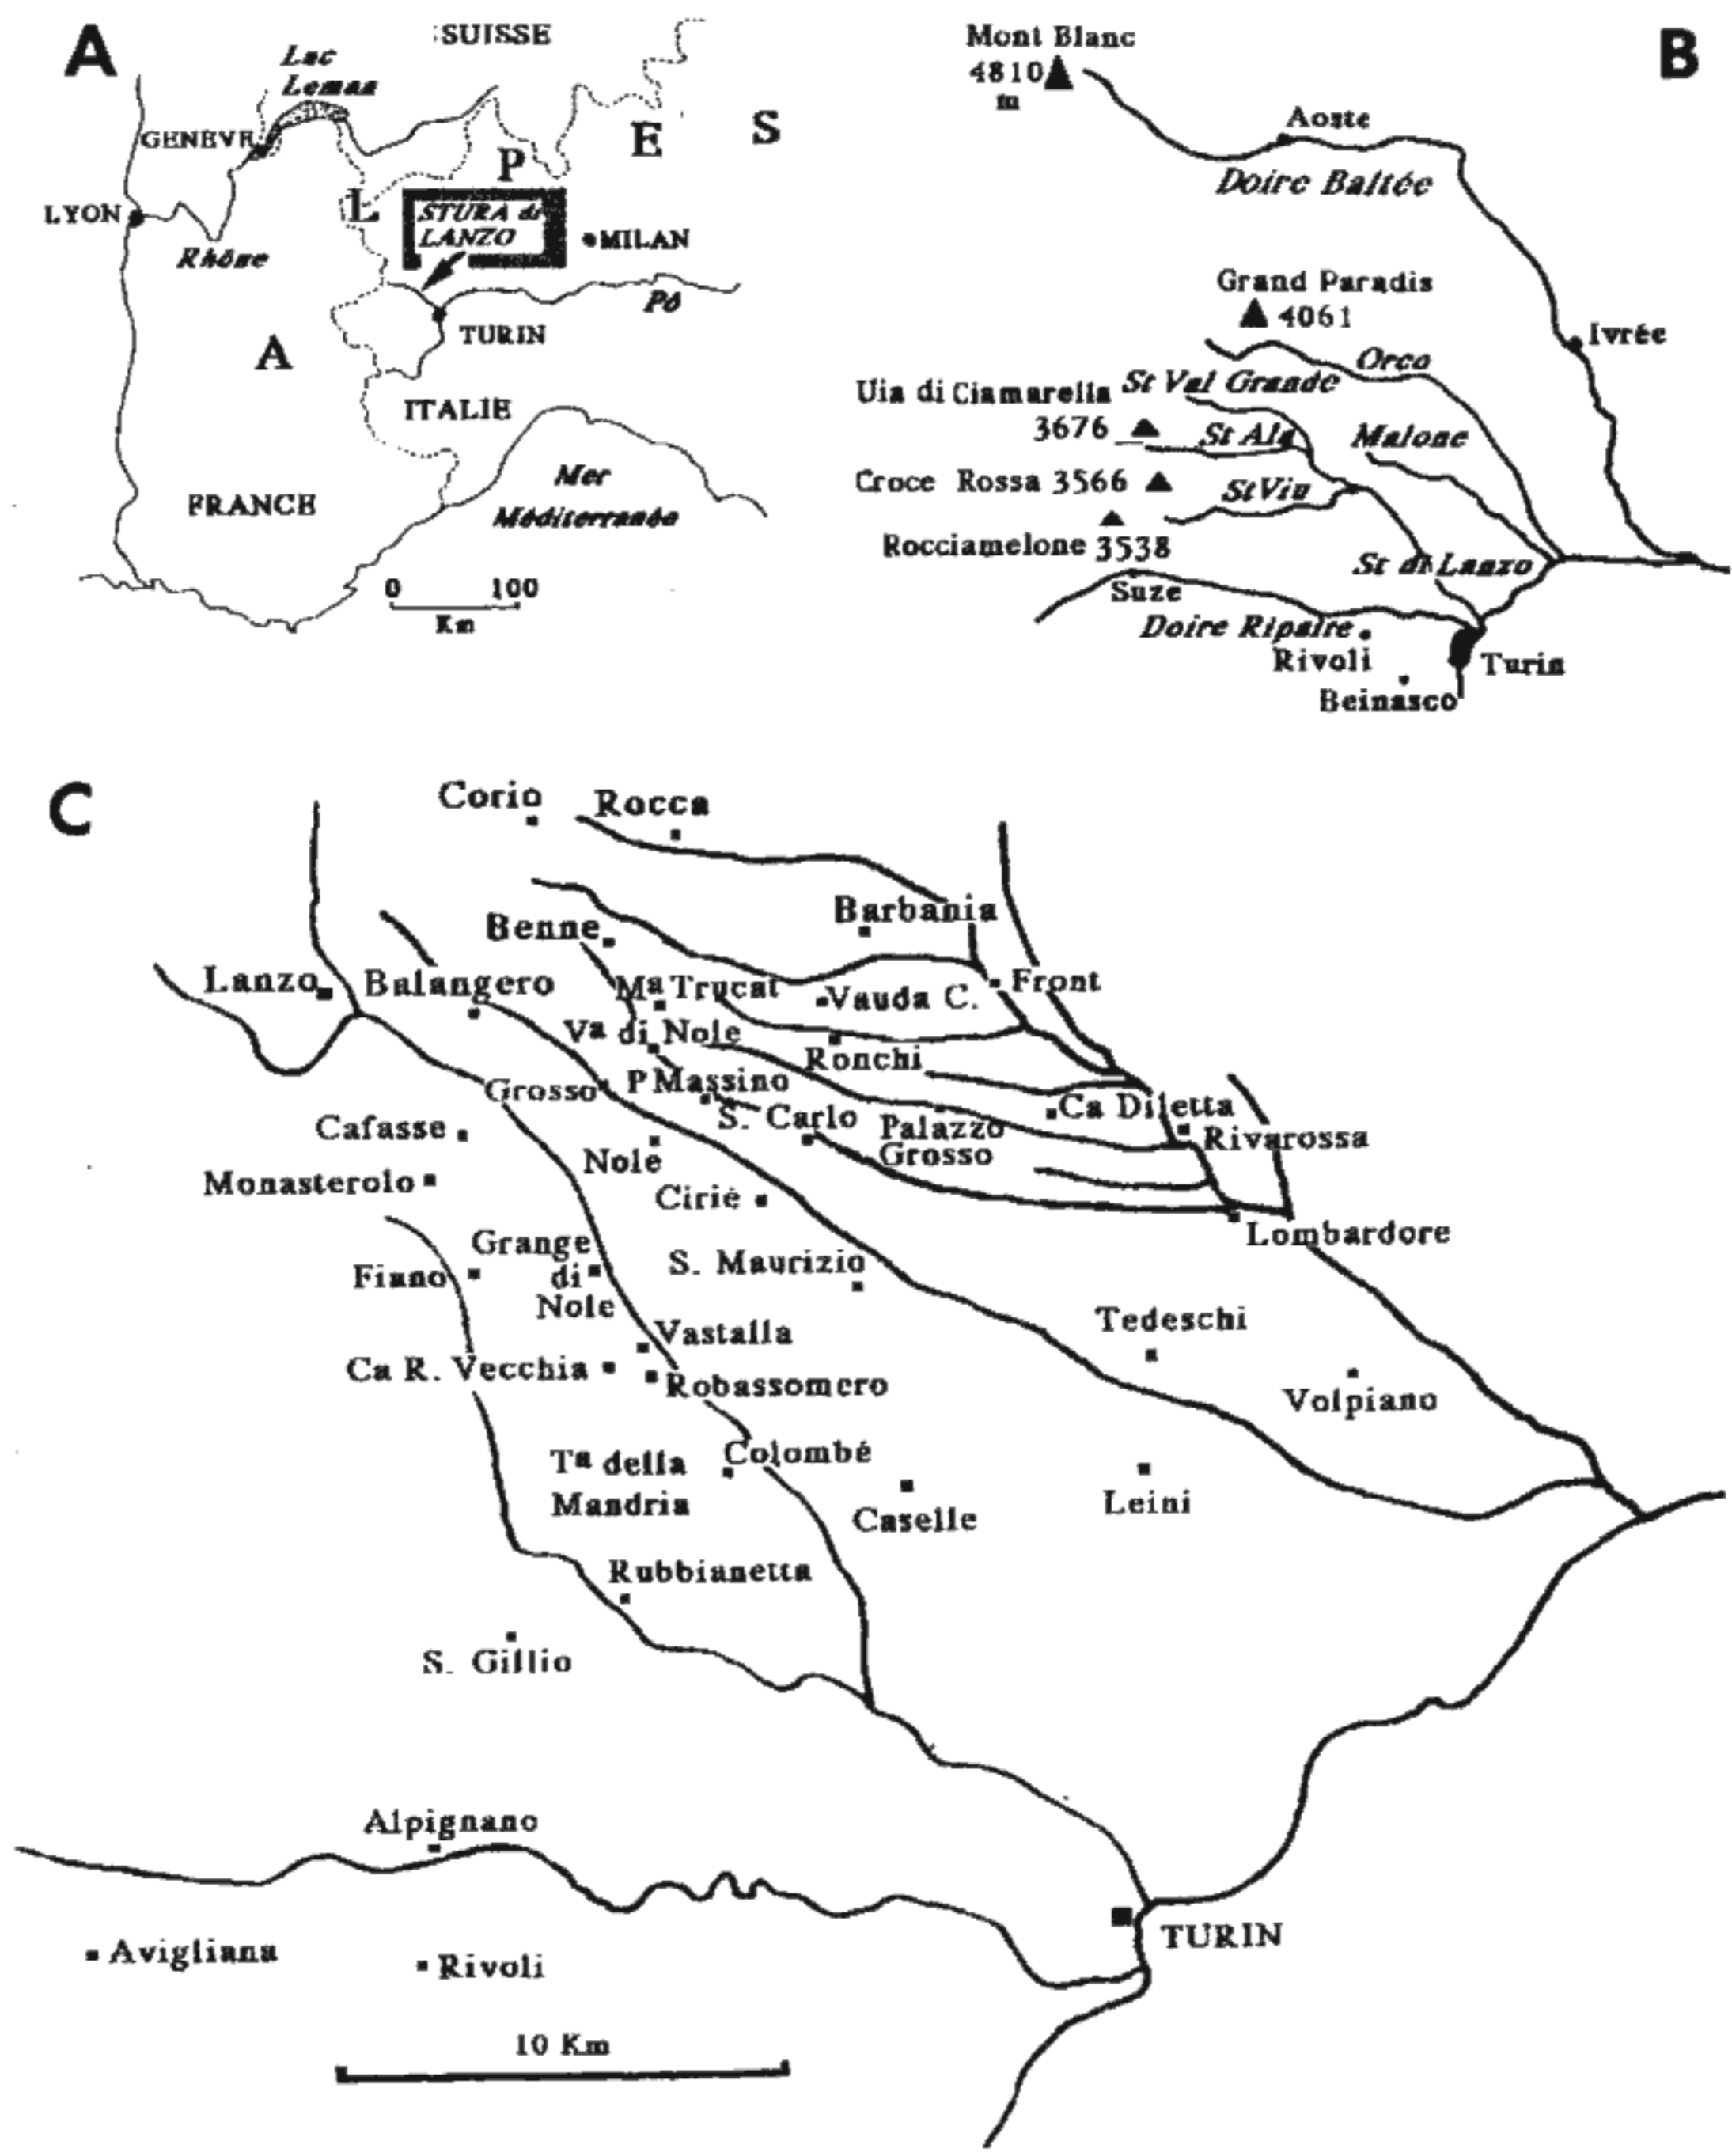 A
SUISSE
Lac
Leman
GENEVE
LYON
Rhône
A
L
P
E
S
STURA di
LANZO
MILAN
Pô
TURIN
ITALIE
FRANCE
Mer
Méditerranée
0 100
Km
B
Mont Blanc
4810
m
Aoste
Doire Baltée
Grand Paradis
4061
Ivrée
Orco
St Val Grande
Uia di Ciamarella
3676
St Ala
Malone
Croce Rossa 3566
St Viu
Rocciamelone 3538
St di Lanzo
Suze
Doire Ripaire
Rivoli
Turin
Beinasco
C
Corio
Rocca
Barbania
Benne
Lanzo
Balangero
Mª Trucat
Vauda C.
Front
Vª di Nole
Ronchi
Grosso
P Massino
Ca Diletta
Cafasse
S. Carlo
Palazzo
Grosso
Rivarossa
Nole
Monasterolo
Cirié
Lombardore
Grange
di
Nole
Fiano
S. Maurizio
Tedeschi
Vastalla
Ca R. Vecchia
Robassomero
Volpiano
Tª della
Mandria
Colombé
Caselle
Leini
Rubbianetta
S. Gillio
Alpignano
TURIN
Avigliana
Rivoli
10 Km